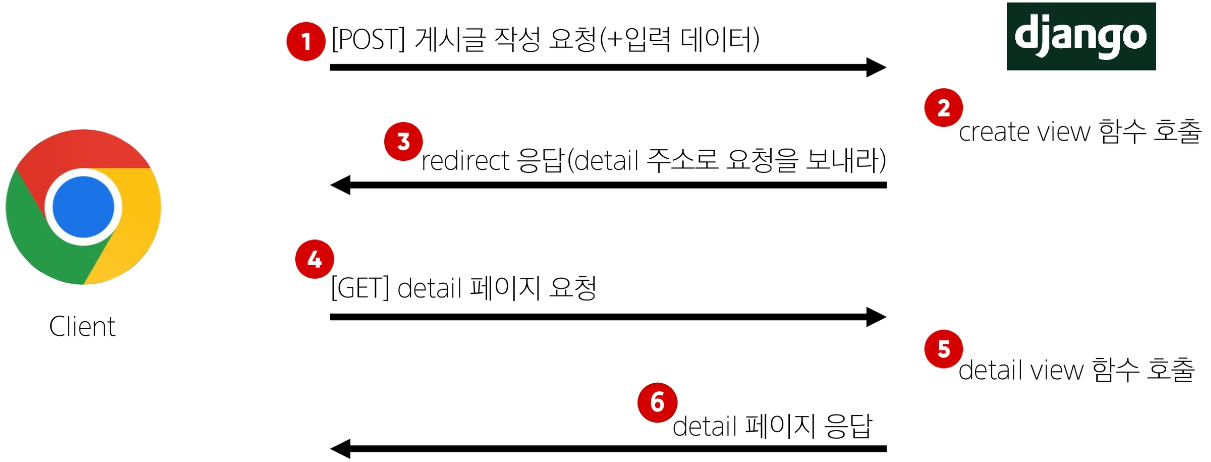 1 [POST] 게시글 작성 요청(+입력 데이터)
django
2 create view 함수 호출
3 redirect 응답(detail 주소로 요청을 보내라)
4 [GET] detail 페이지 요청
Client
5 detail view 함수 호출
6 detail 페이지 응답